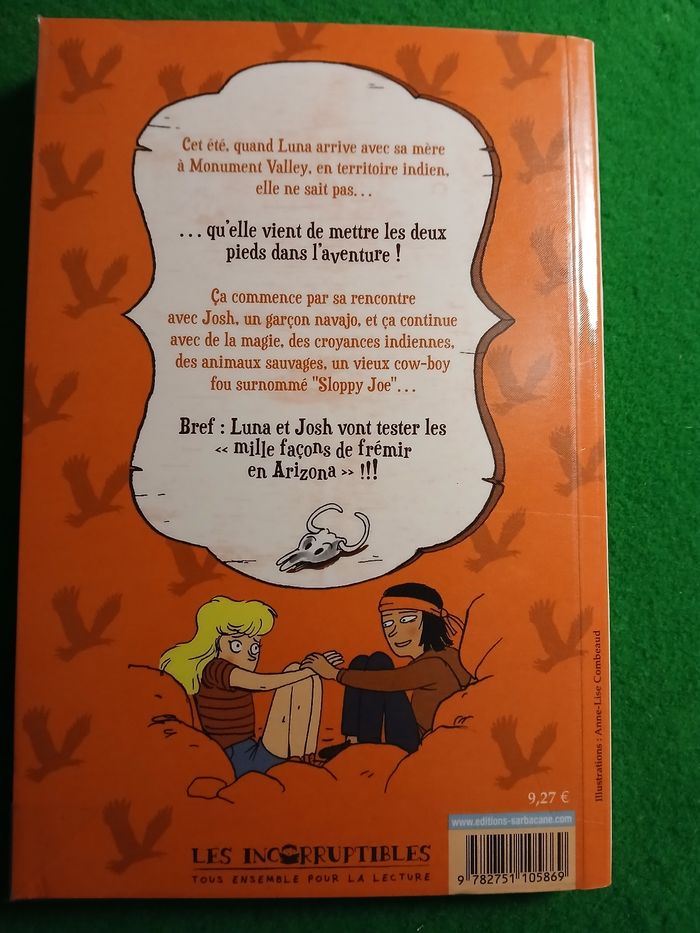 Cet été, quand Luna arrive avec sa mère
à Monument Valley, en territoire indien,
elle ne sait pas...
... qu'elle vient de mettre les deux
pieds dans l'aventure !
Ça commence par sa rencontre
avec Josh, un garçon navajo, et ça continue
avec de la magie, des croyances indiennes,
des animaux sauvages, un vieux cow-boy
fou surnommé "Sloppy Joe"...
Bref : Luna et Josh vont tester les
« mille façons de frémir
en Arizona » !!!
Illustrations : Anne-Lise Combeaud
9,27 €
www.editions-sarbacane.com
9 782751 105869
LES INCORRUPTIBLES
TOUS ENSEMBLE POUR LA LECTURE